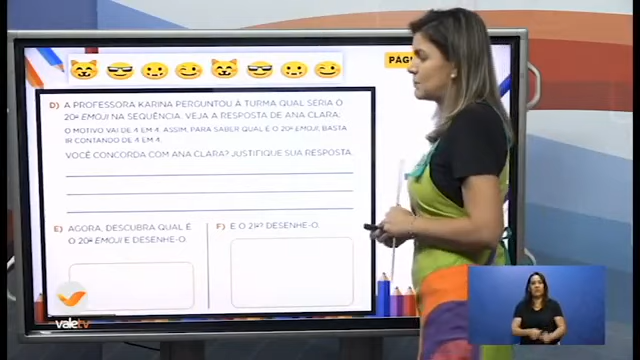 PÁG
D) A PROFESSORA KARINA PERGUNTOU À TURMA QUAL SERIA O
20º EMOJI NA SEQUÊNCIA. VEJA A RESPOSTA DE ANA CLARA:
O MOTIVO VAI DE 4 EM 4. ASSIM, PARA SABER QUAL É O 20º EMOJI, BASTA
IR CONTANDO DE 4 EM 4.
VOCÊ CONCORDA COM ANA CLARA? JUSTIFIQUE SUA RESPOSTA.
E) AGORA, DESCUBRA QUAL É
O 20º EMOJI E DESENHE-O.
F) E O 21º? DESENHE-O.
valetv